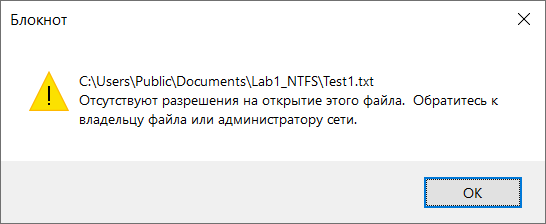 Блокнот
C:\Users\Public\Documents\Lab1_NTFS\Test1.txt
Отсутствуют разрешения на открытие этого файла.  Обратитесь к
владельцу файла или администратору сети.
ОК